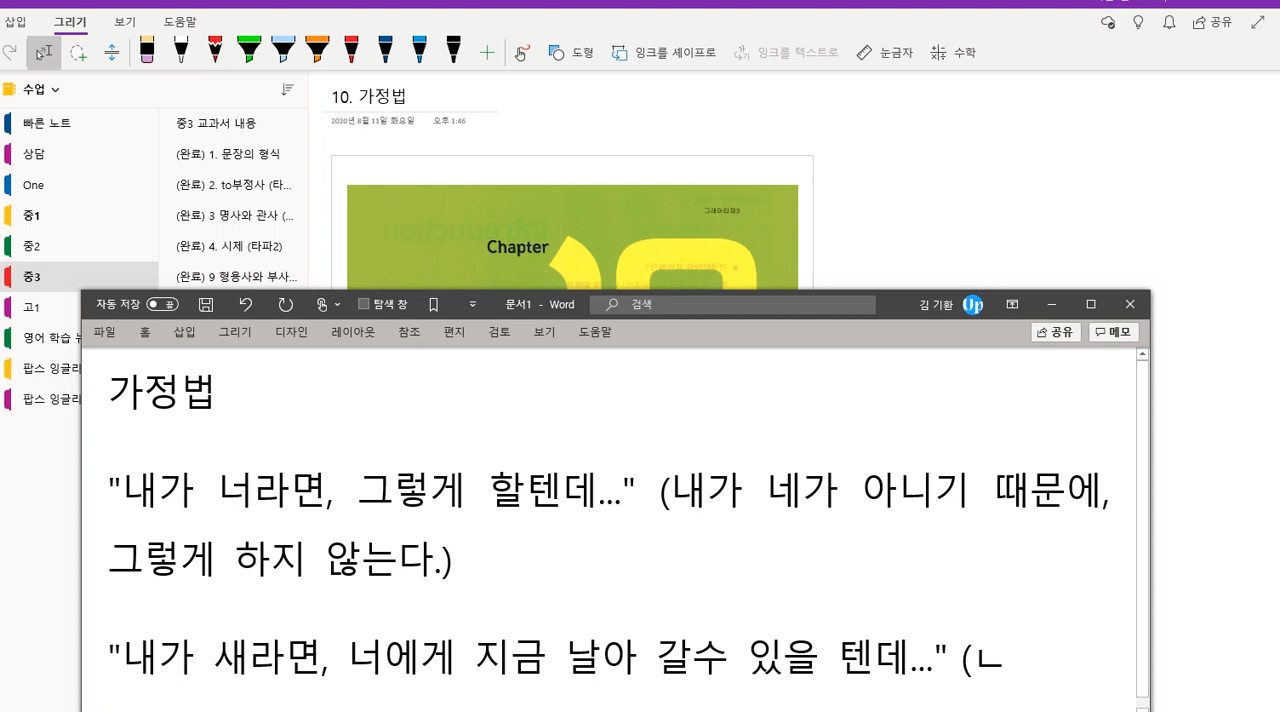 삽입 그리기 보기 도움말 공유
도형 잉크를 셰이프로 잉크를 텍스트로 눈금자 수학
수업
빠른 노트
상담
One
중1
중2
중3
고1
영어 학습
팝스 잉글리
팝스 잉글리
중3 교과서 내용
(완료) 1. 문장의 형식
(완료) 2. to부정사 (타...
(완료) 3 명사와 관사 (...
(완료) 4. 시제 (타파2)
(완료) 9 형용사와 부사...
10. 가정법
2020년 8월 11일 화요일 오후 1:46
그래머타파3
Chapter
자동 저장 탐색 창 문서1 - Word 검색 김 기환 Up
파일 홈 삽입 그리기 디자인 레이아웃 참조 편지 검토 보기 도움말 공유 메모
가정법
"내가 너라면, 그렇게 할텐데..." (내가 네가 아니기 때문에,
그렇게 하지 않는다.)
"내가 새라면, 너에게 지금 날아 갈수 있을 텐데..." (ㄴ